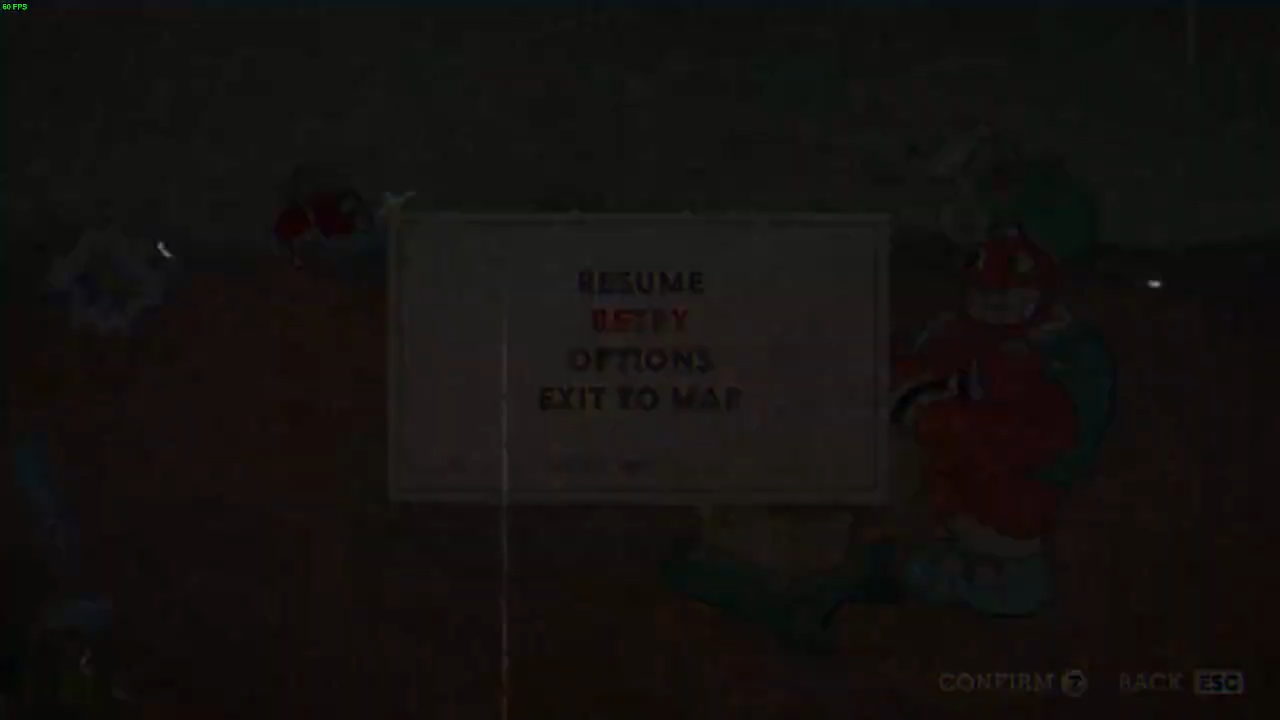 60 FPS
RESUME
RETRY
OPTIONS
EXIT TO MAP
CONFIRM ? BACK ESC